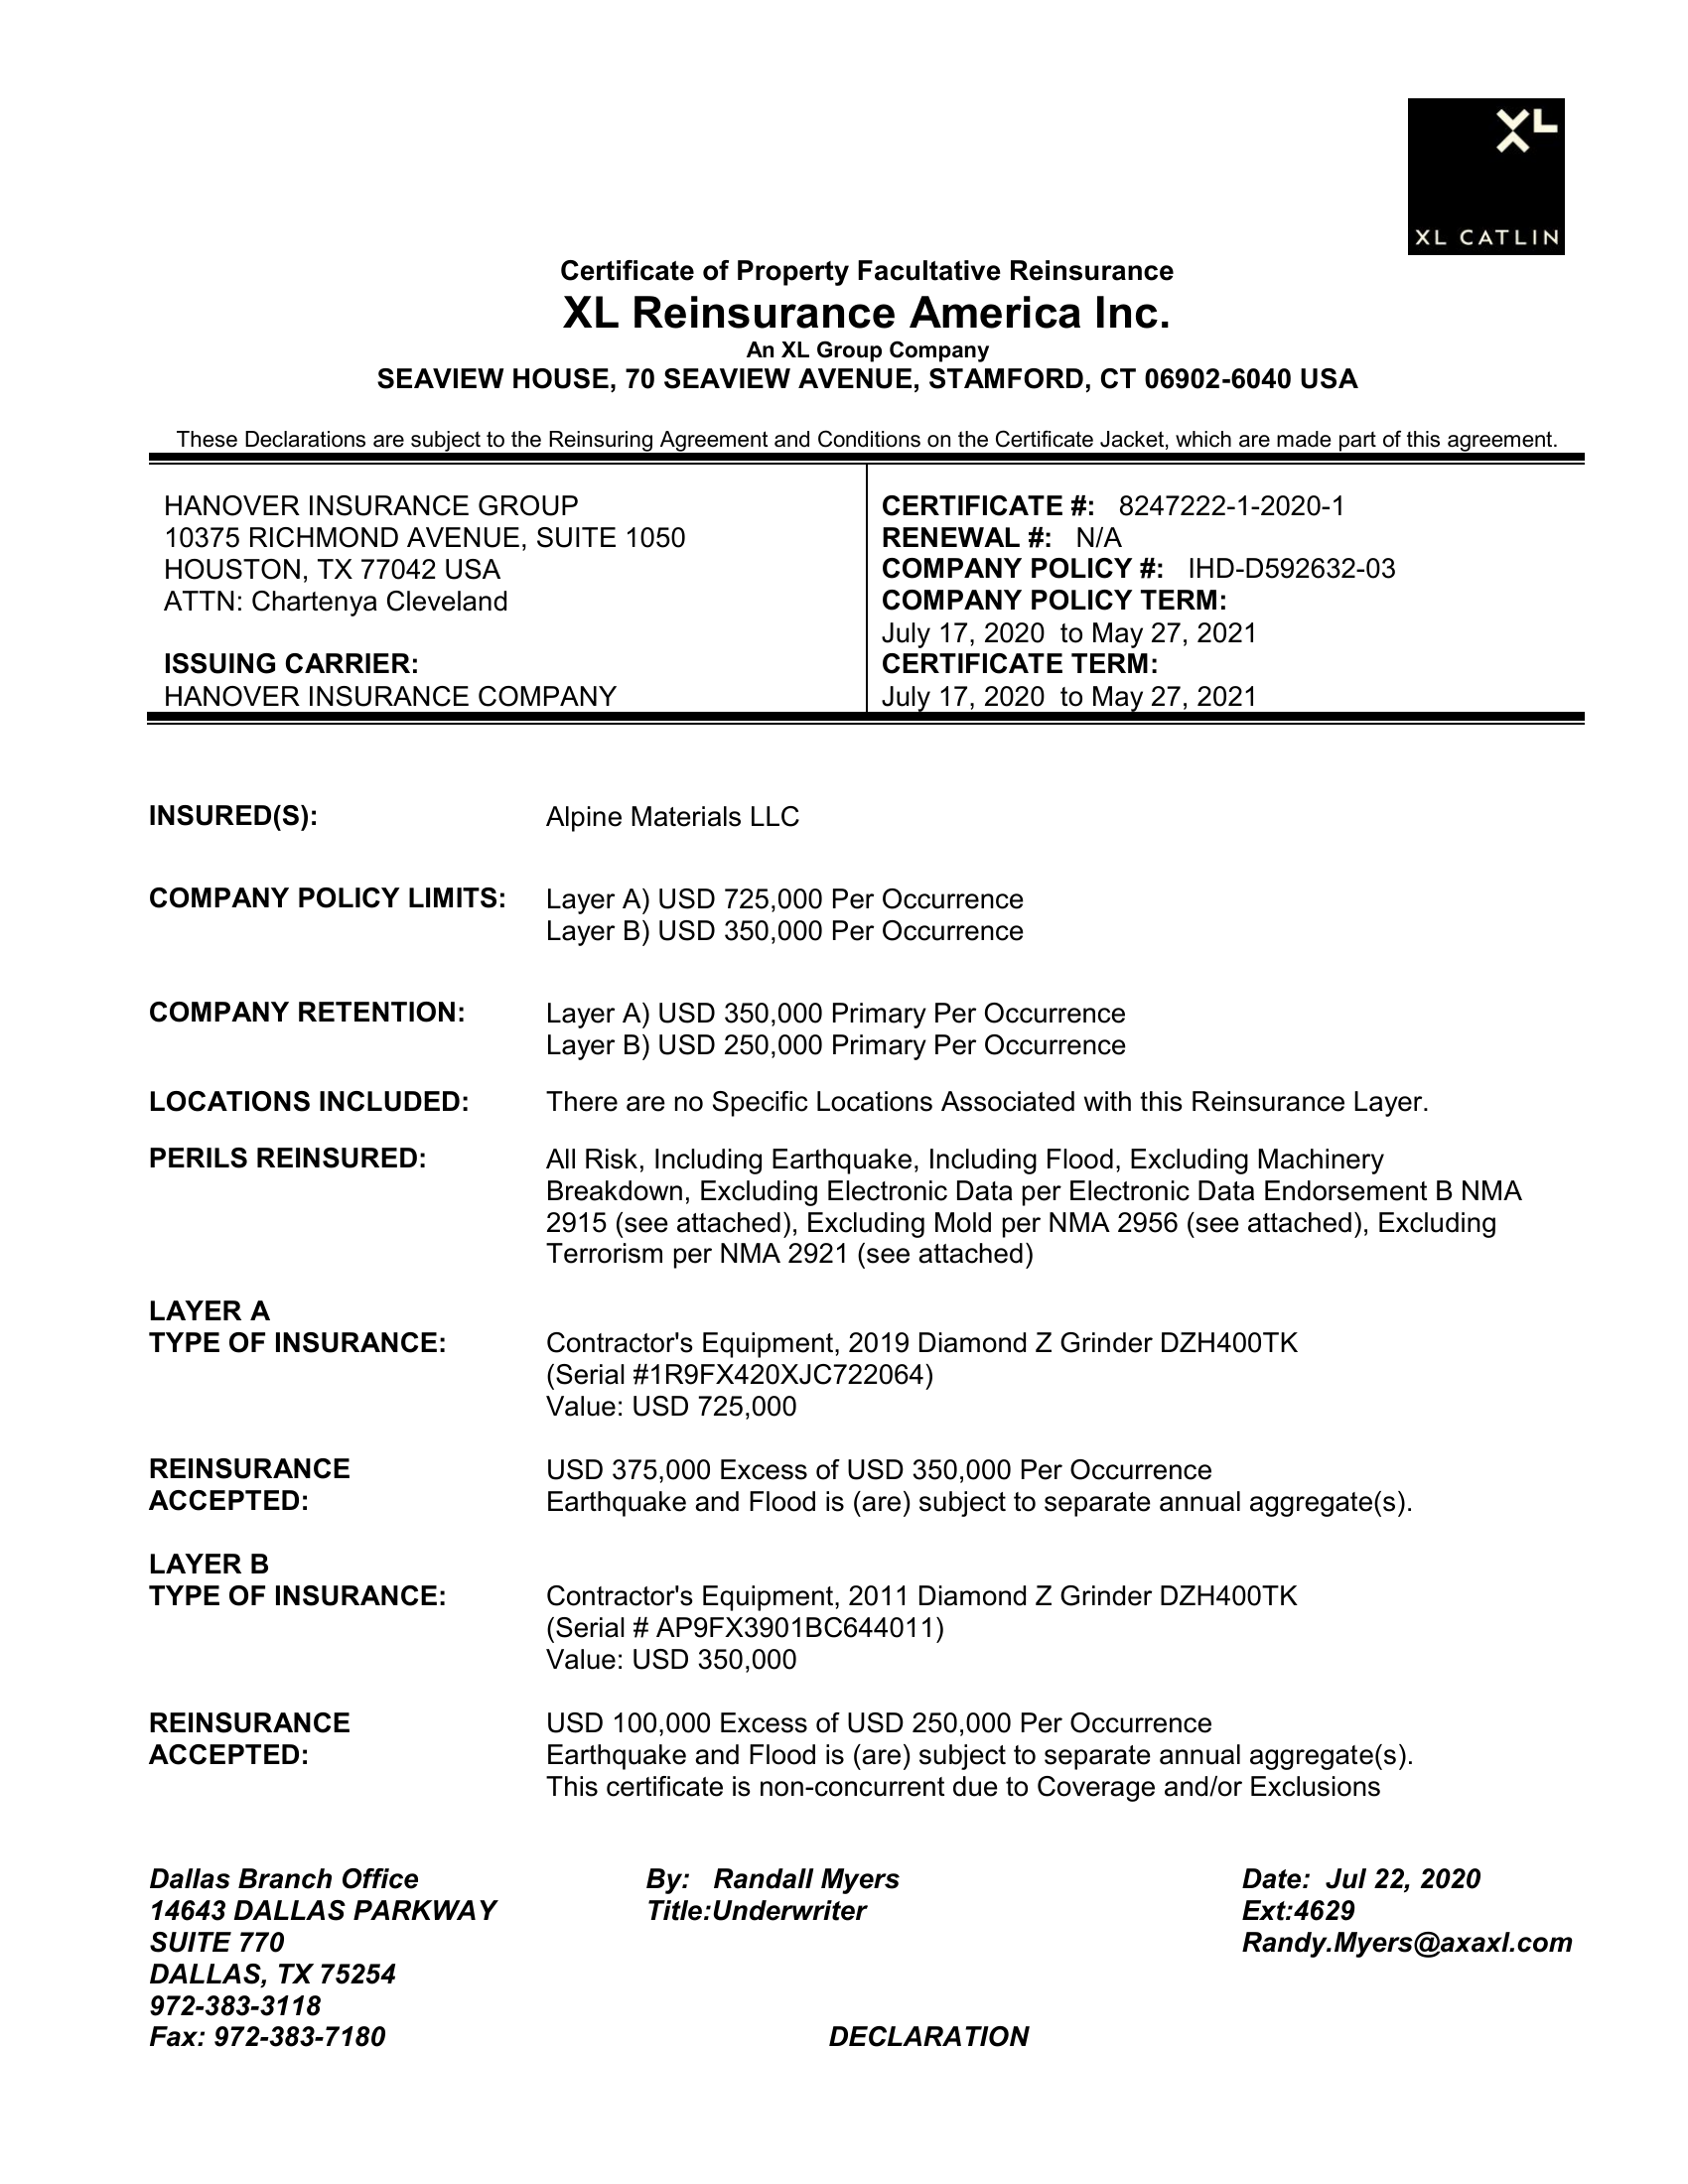 XL
XL CATLIN
Certificate of Property Facultative Reinsurance
XL Reinsurance America Inc.
An XL Group Company
SEAVIEW HOUSE, 70 SEAVIEW AVENUE, STAMFORD, CT 06902-6040 USA
These Declarations are subject to the Reinsuring Agreement and Conditions on the Certificate Jacket, which are made part of this agreement.
HANOVER INSURANCE GROUP
10375 RICHMOND AVENUE, SUITE 1050
HOUSTON, TX 77042 USA
ATTN: Chartenya Cleveland
ISSUING CARRIER:
HANOVER INSURANCE COMPANY
CERTIFICATE #: 8247222-1-2020-1
RENEWAL #: N/A
COMPANY POLICY #: IHD-D592632-03
COMPANY POLICY TERM:
July 17, 2020 to May 27, 2021
CERTIFICATE TERM:
July 17, 2020 to May 27, 2021
INSURED(S): Alpine Materials LLC
COMPANY POLICY LIMITS: Layer A) USD 725,000 Per Occurrence
Layer B) USD 350,000 Per Occurrence
COMPANY RETENTION: Layer A) USD 350,000 Primary Per Occurrence
Layer B) USD 250,000 Primary Per Occurrence
LOCATIONS INCLUDED: There are no Specific Locations Associated with this Reinsurance Layer.
PERILS REINSURED: All Risk, Including Earthquake, Including Flood, Excluding Machinery
Breakdown, Excluding Electronic Data per Electronic Data Endorsement B NMA
2915 (see attached), Excluding Mold per NMA 2956 (see attached), Excluding
Terrorism per NMA 2921 (see attached)
LAYER A
TYPE OF INSURANCE: Contractor's Equipment, 2019 Diamond Z Grinder DZH400TK
(Serial #1R9FX420XJC722064)
Value: USD 725,000
REINSURANCE USD 375,000 Excess of USD 350,000 Per Occurrence
ACCEPTED: Earthquake and Flood is (are) subject to separate annual aggregate(s).
LAYER B
TYPE OF INSURANCE: Contractor's Equipment, 2011 Diamond Z Grinder DZH400TK
(Serial # AP9FX3901BC644011)
Value: USD 350,000
REINSURANCE USD 100,000 Excess of USD 250,000 Per Occurrence
ACCEPTED: Earthquake and Flood is (are) subject to separate annual aggregate(s).
This certificate is non-concurrent due to Coverage and/or Exclusions
Dallas Branch Office By: Randall Myers Date: Jul 22, 2020
14643 DALLAS PARKWAY Title:Underwriter Ext:4629
SUITE 770 Randy.Myers@axaxl.com
DALLAS, TX 75254
972-383-3118
Fax: 972-383-7180 DECLARATION